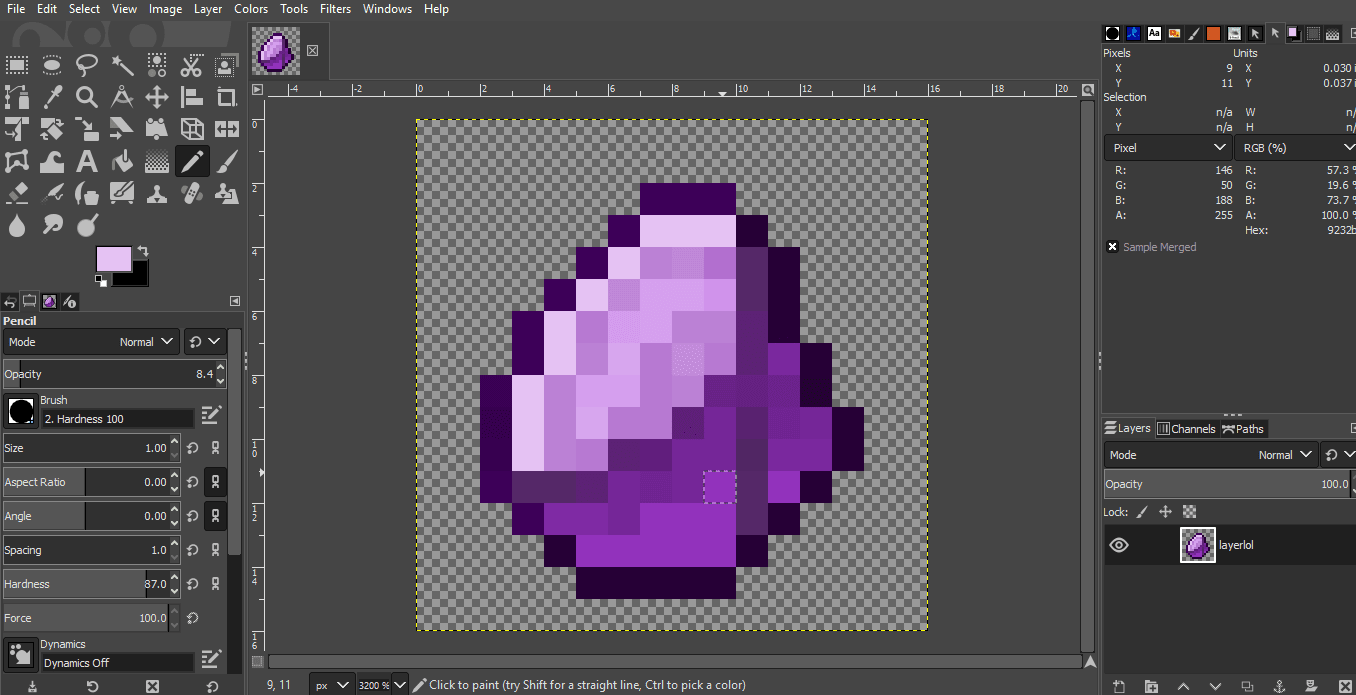 File Edit Select View Image Layer Colors Tools Filters Windows Help
-4 -2 0 2 4 6 8 10 12 14 16 18 20
0
2
4
6
8
10
12
14
16
Pencil
Mode Normal
Opacity 8.4
Brush
2. Hardness 100
Size 1.00
Aspect Ratio 0.00
Angle 0.00
Spacing 1.0
Hardness 87.0
Force 100.0
Dynamics
Dynamics Off
9, 11 px 3200 % Click to paint (try Shift for a straight line, Ctrl to pick a color)
Aa
Pixels Units
X 9 X 0.030 i
Y 11 Y 0.037 i
Selection
X n/a W n/
Y n/a H n/
Pixel RGB (%)
R: 146 R: 57.3 %
G: 50 G: 19.6 %
B: 188 B: 73.7 %
A: 255 A: 100.0 %
Hex: 9232b
Sample Merged
Layers Channels Paths
Mode Normal
Opacity 100.0
Lock:
layerlol